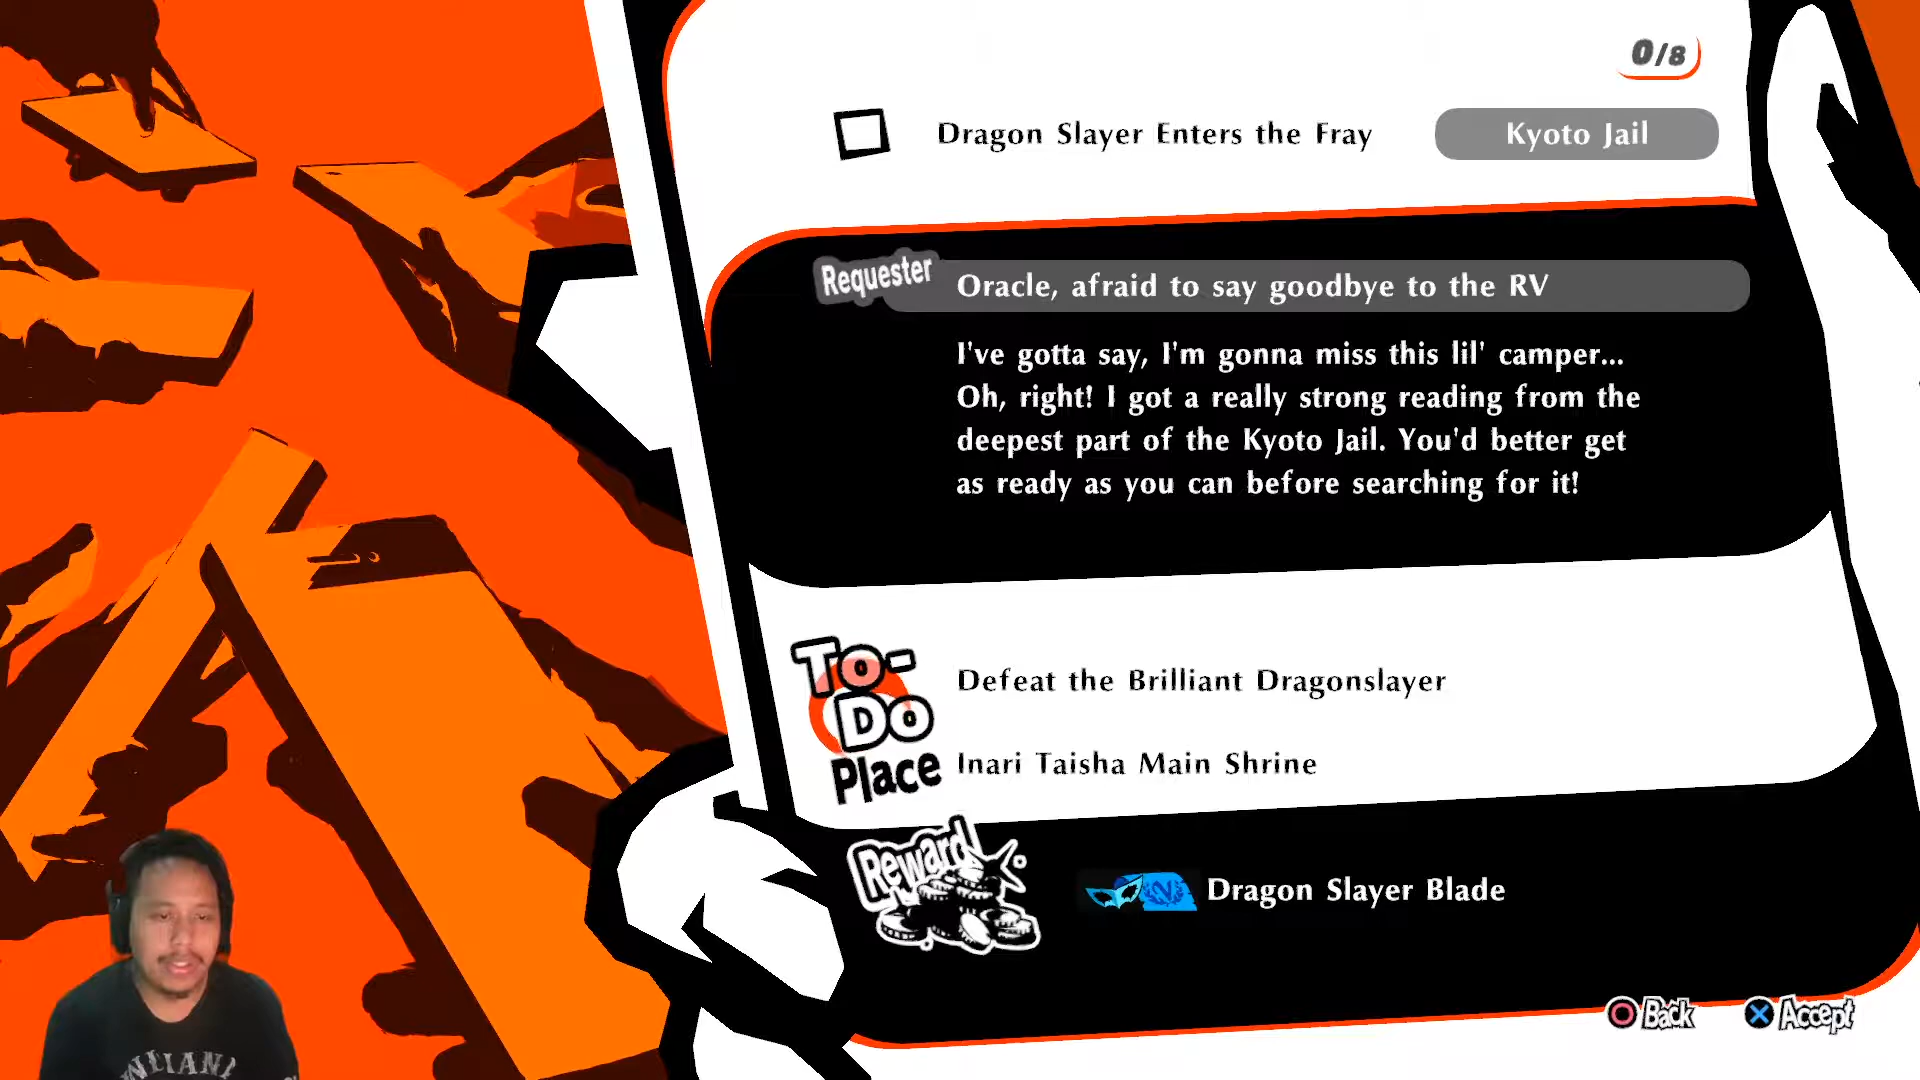 0/8
Dragon Slayer Enters the Fray
Kyoto Jail
Requester
Oracle, afraid to say goodbye to the RV
I've gotta say, I'm gonna miss this lil' camper...
Oh, right! I got a really strong reading from the
deepest part of the Kyoto Jail. You'd better get
as ready as you can before searching for it!
To-
Do
Defeat the Brilliant Dragonslayer
Place
Inari Taisha Main Shrine
Reward
Dragon Slayer Blade
Back
Accept